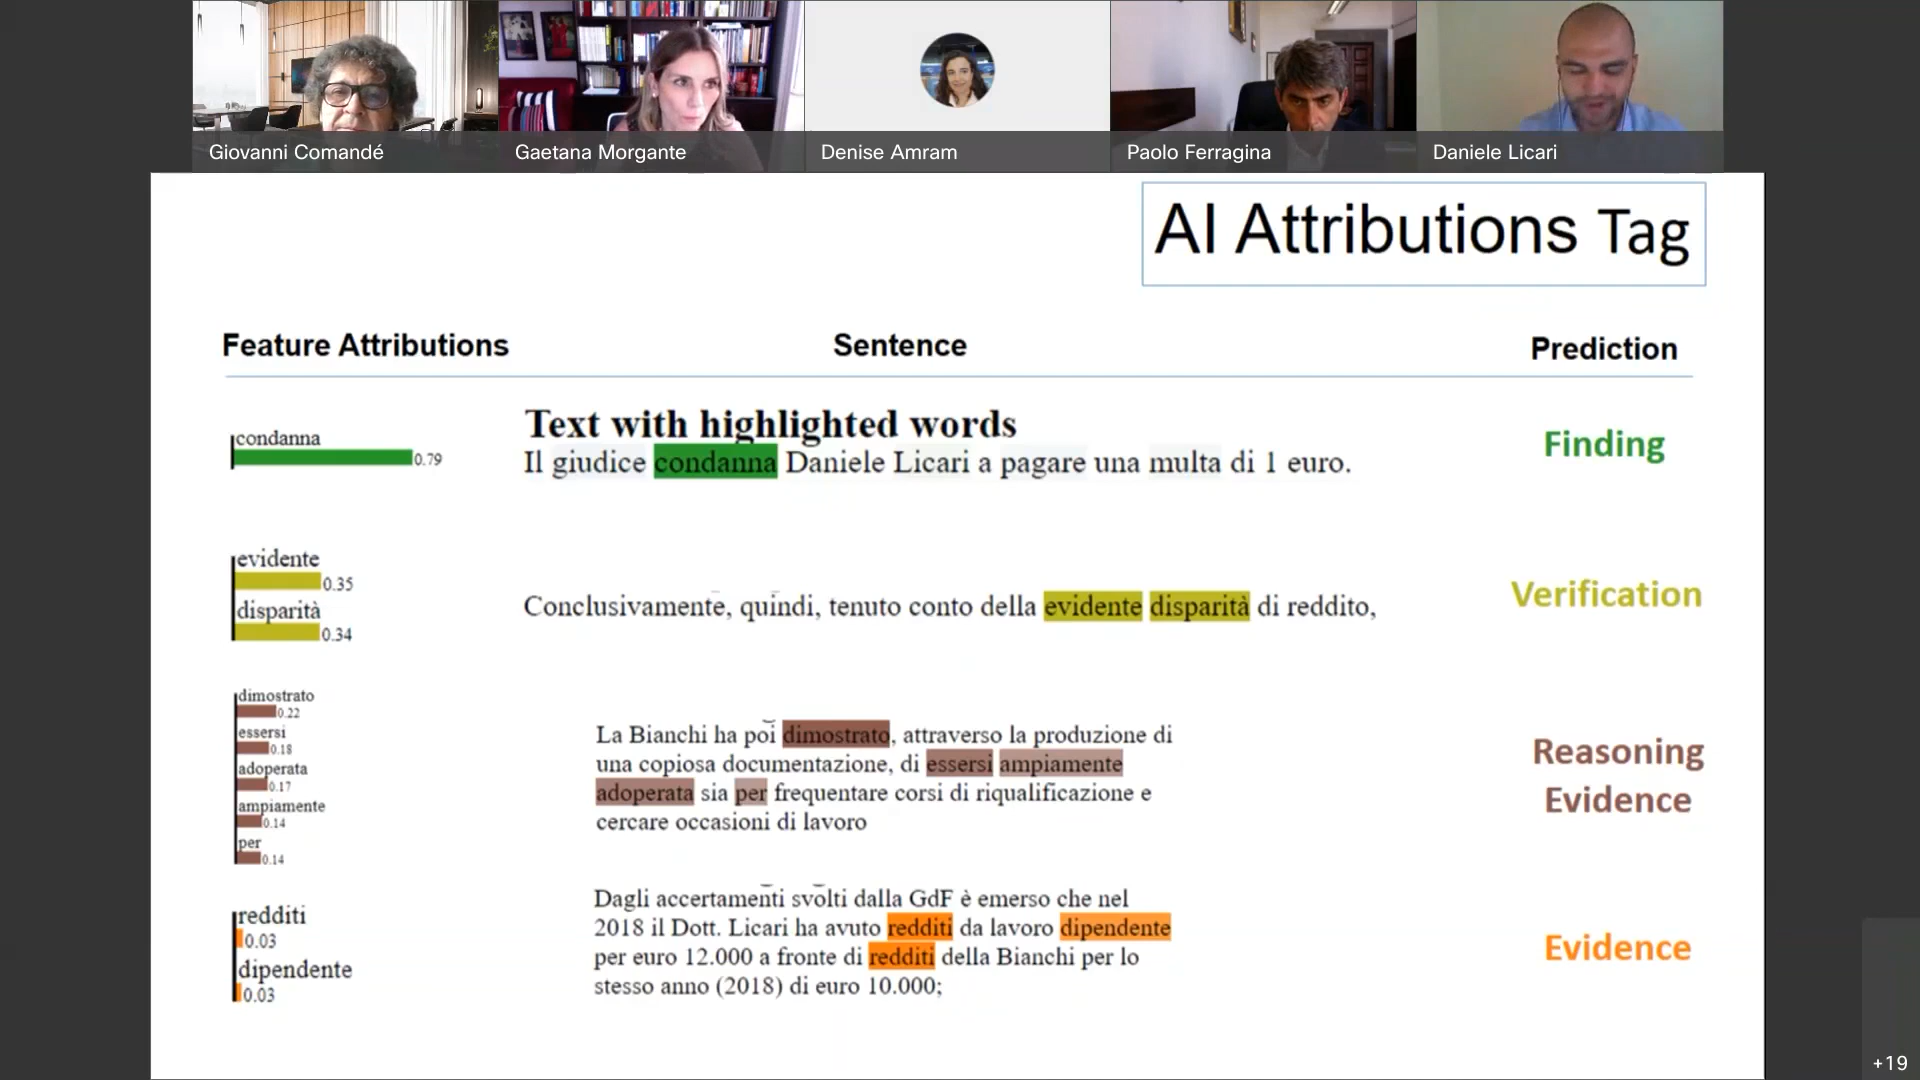 Giovanni Comandé
Gaetana Morgante
Denise Amram
Paolo Ferragina
Daniele Licari
AI Attributions Tag
Feature Attributions
Sentence
Prediction
condanna
0.79
Text with highlighted words
Il giudice condanna Daniele Licari a pagare una multa di 1 euro.
Finding
evidente
0.35
disparità
0.34
Conclusivamente, quindi, tenuto conto della evidente disparità di reddito,
Verification
dimostrato
0.22
essersi
0.18
adoperata
0.17
ampiamente
0.14
per
0.14
La Bianchi ha poi dimostrato, attraverso la produzione di
una copiosa documentazione, di essersi ampiamente
adoperata sia per frequentare corsi di riqualificazione e
cercare occasioni di lavoro
Reasoning
Evidence
redditi
0.03
dipendente
0.03
Dagli accertamenti svolti dalla GdF è emerso che nel
2018 il Dott. Licari ha avuto redditi da lavoro dipendente
per euro 12.000 a fronte di redditi della Bianchi per lo
stesso anno (2018) di euro 10.000;
Evidence
+19